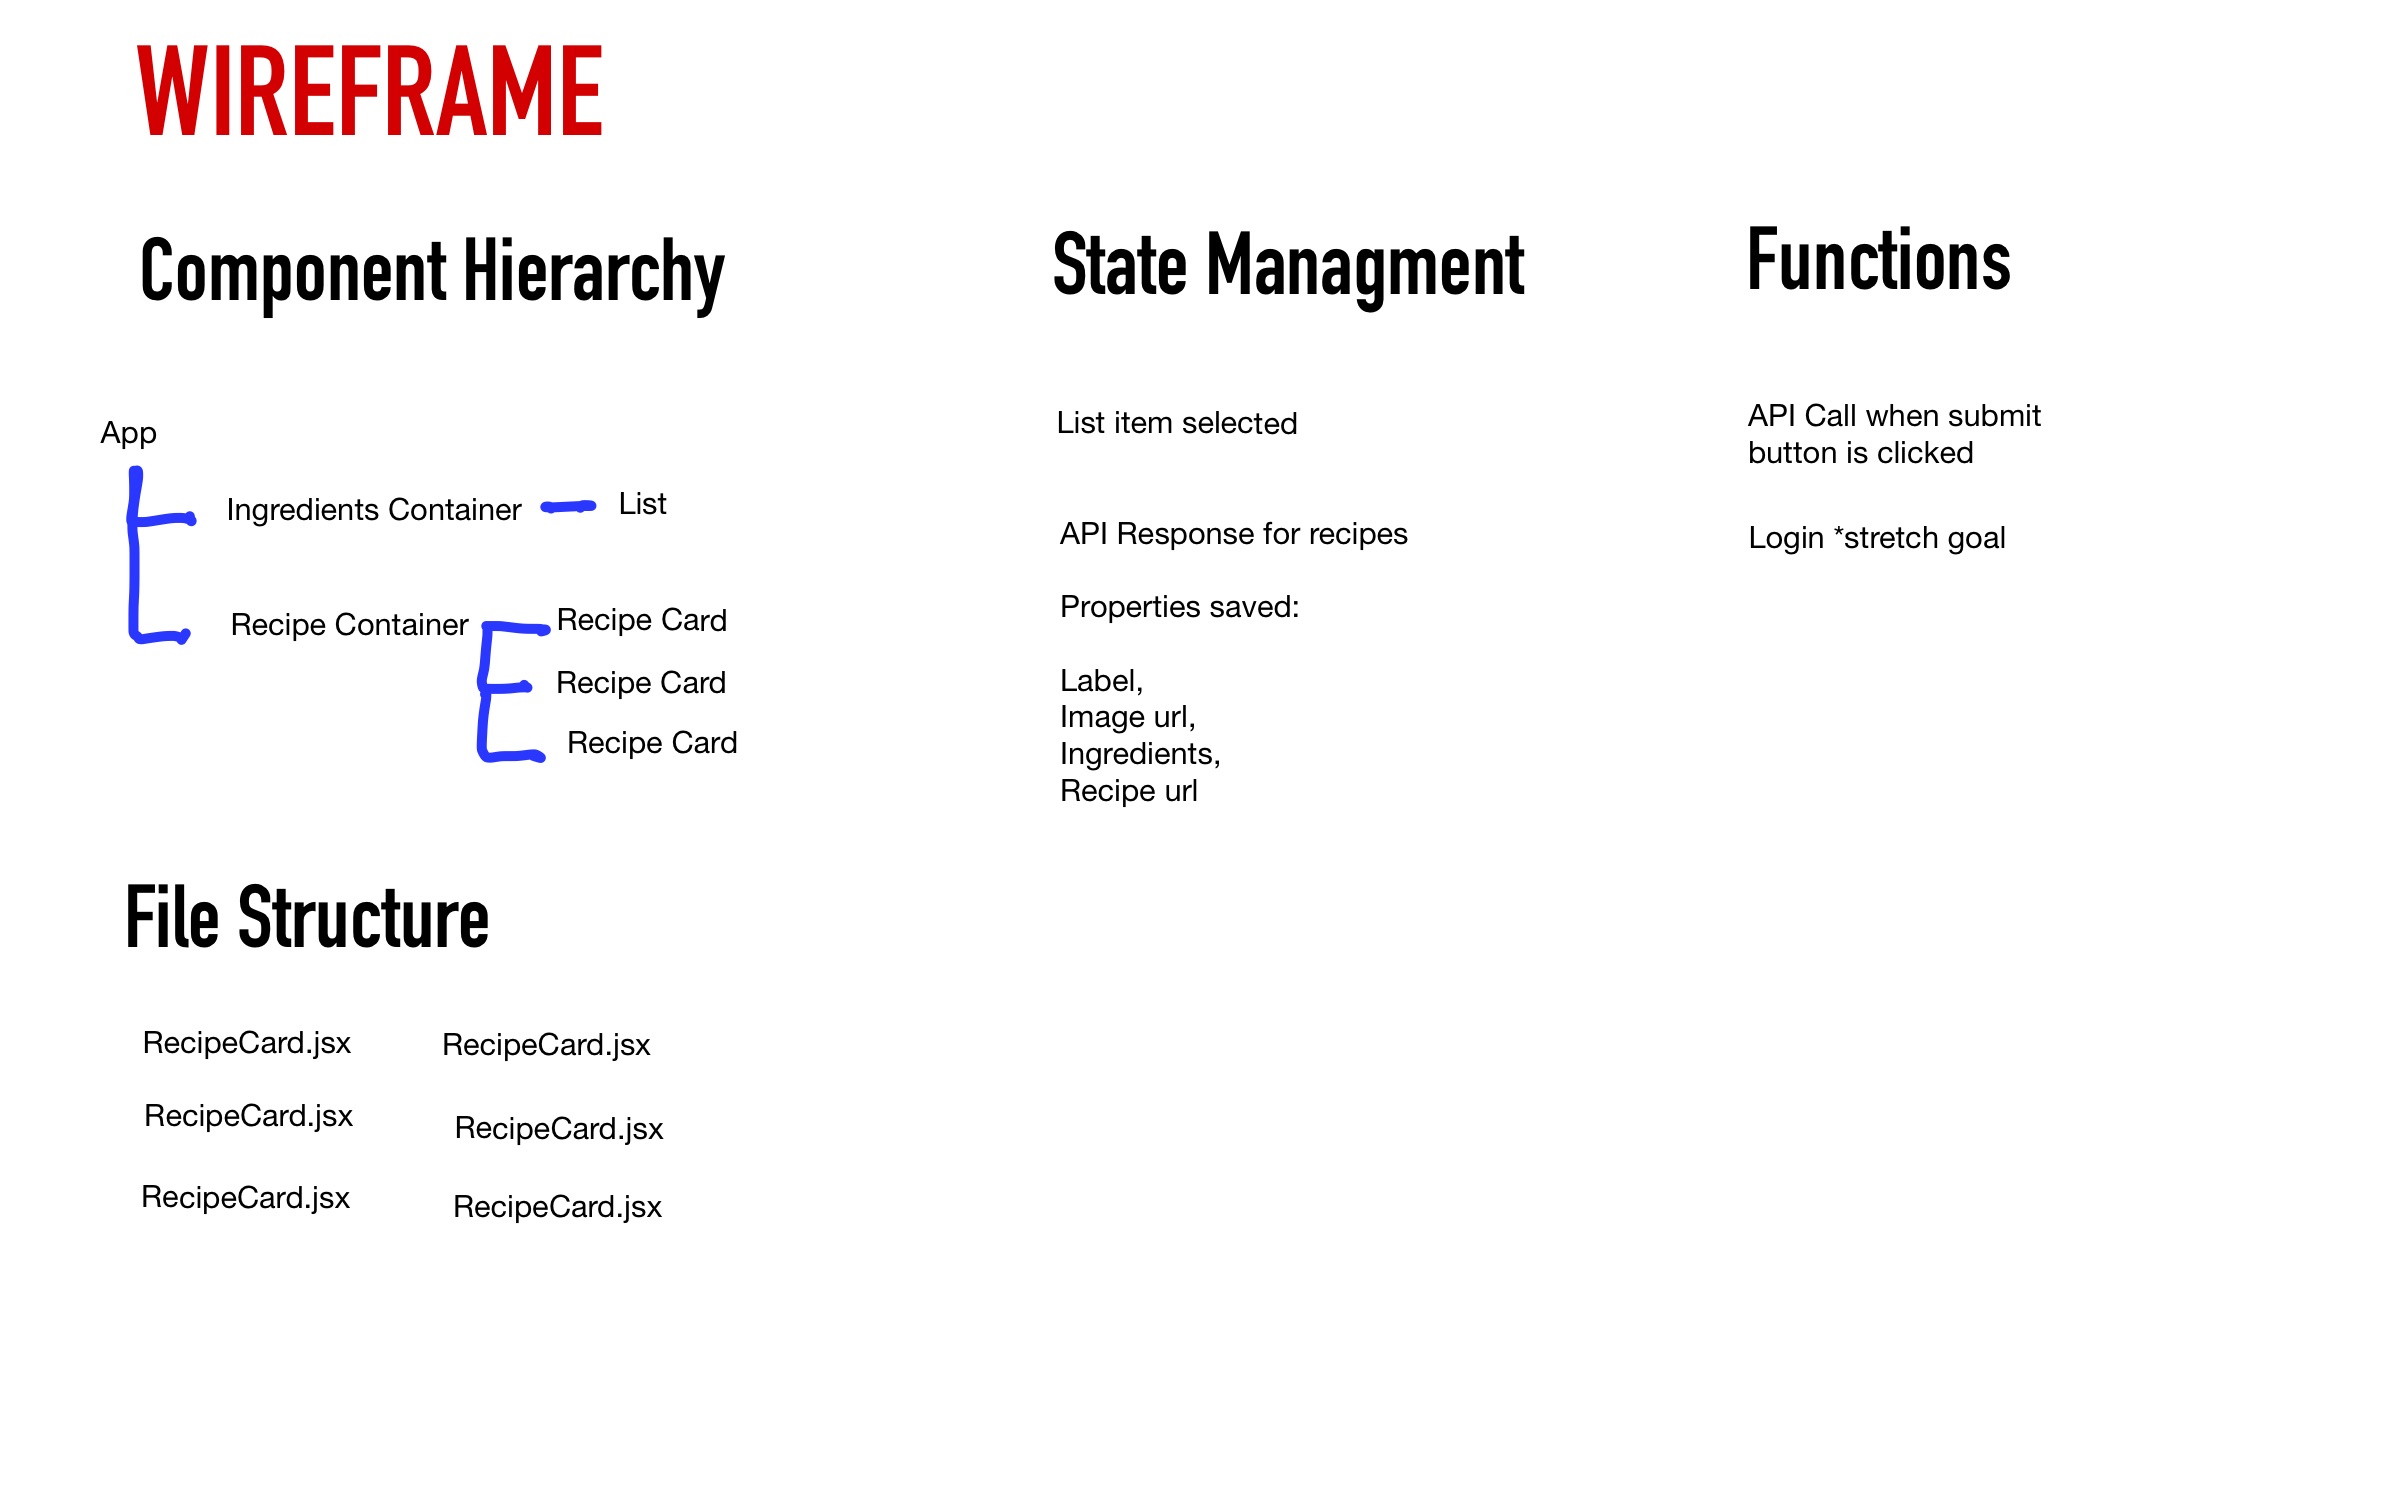 WIREFRAME
Component Hierarchy
App
Ingredients Container
List
Recipe Container
Recipe Card
Recipe Card
Recipe Card
State Managment
List item selected
API Response for recipes
Properties saved:
Label,
Image url,
Ingredients,
Recipe url
Functions
API Call when submit
button is clicked
Login *stretch goal
File Structure
RecipeCard.jsx
RecipeCard.jsx
RecipeCard.jsx
RecipeCard.jsx
RecipeCard.jsx
RecipeCard.jsx